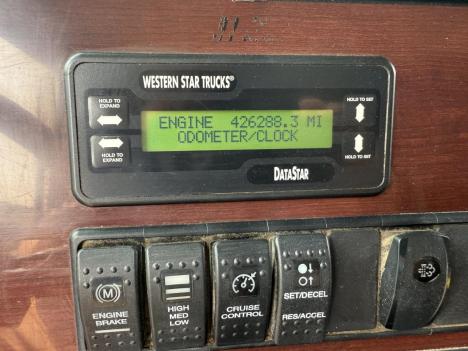 WESTERN STAR TRUCKS®
HOLD TO
EXPAND
HOLD TO SET
ENGINE 426288.3 MI
ODOMETER/CLOCK
HOLD TO
EXPAND
HOLD TO SET
DATASTAR
M
ENGINE
BRAKE
HIGH
MED
LOW
CRUISE
CONTROL
SET/DECEL
RES/ACCEL